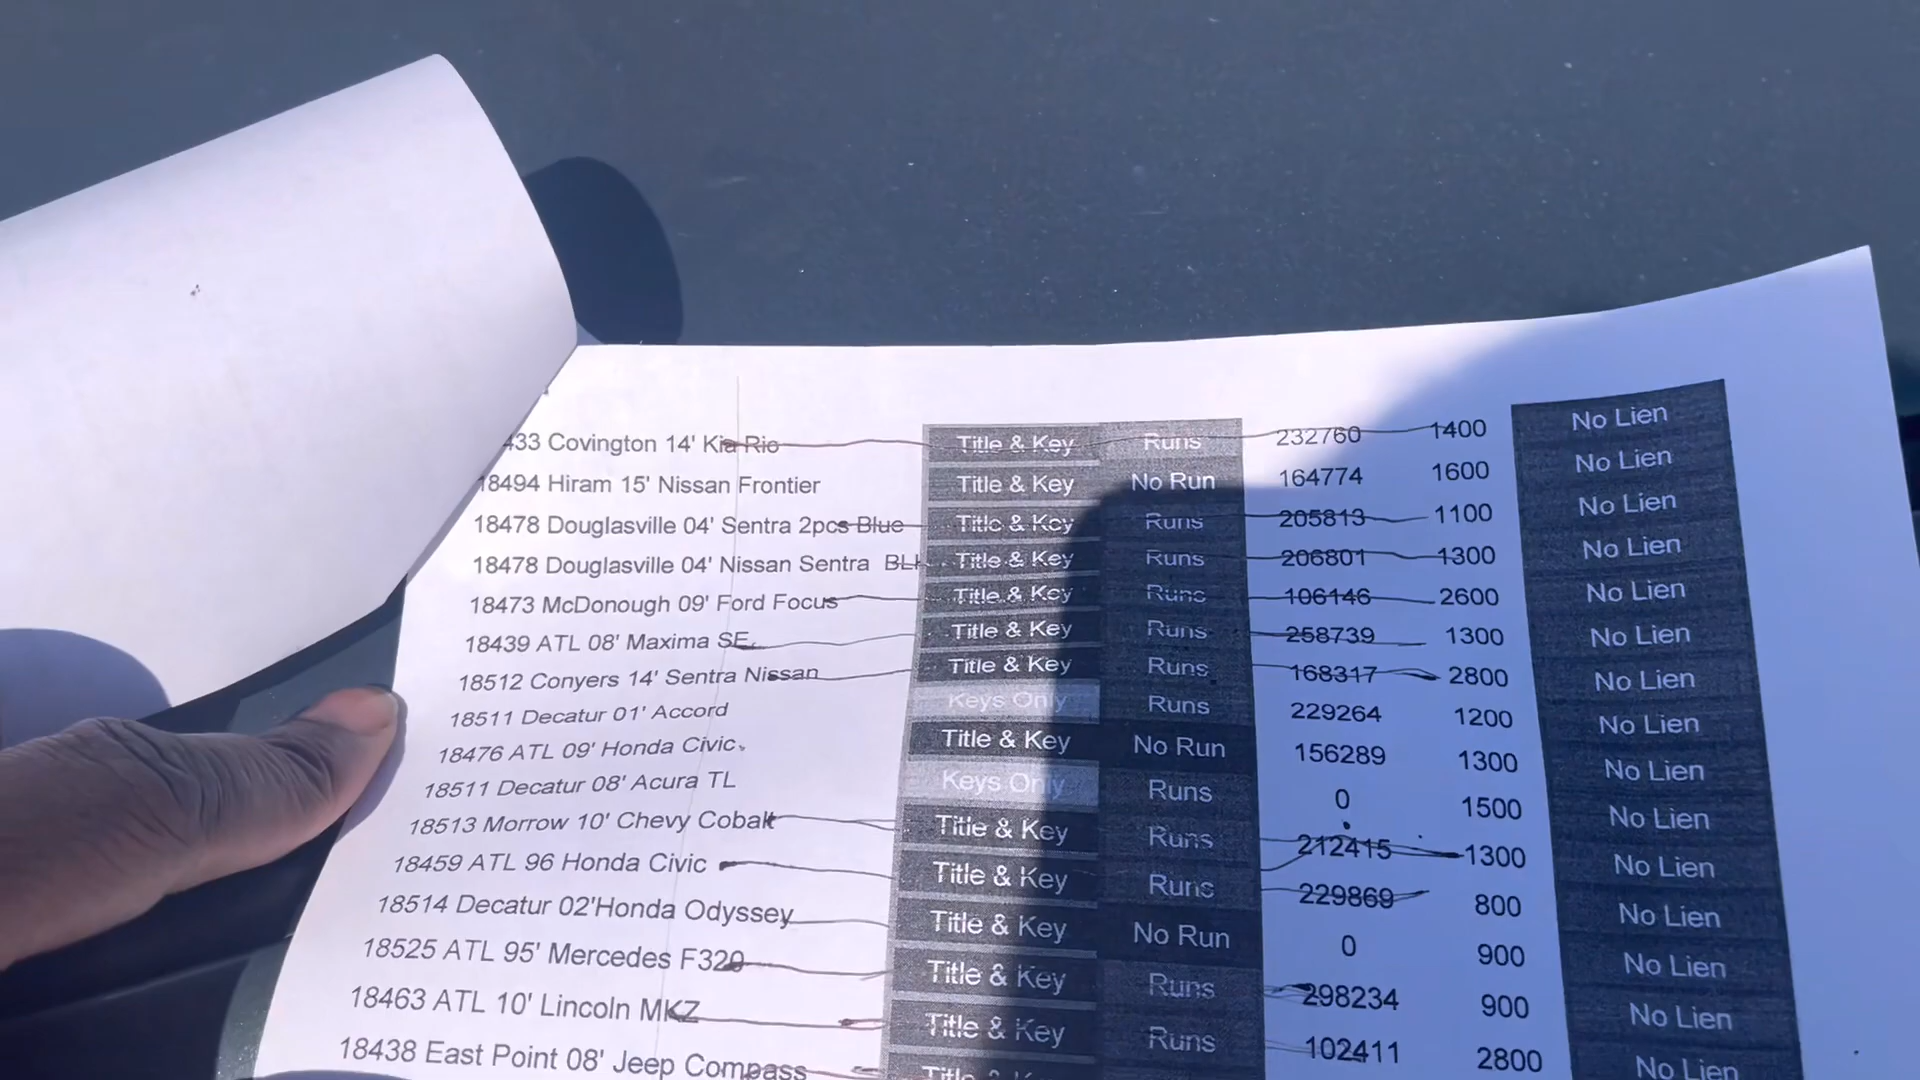 433 Covington 14' Kia Rio Title & Key Runs 232760 1400 No Lien
18494 Hiram 15' Nissan Frontier Title & Key No Run 164774 1600 No Lien
18478 Douglasville 04' Sentra 2pcs Blue Title & Key Runs 205813 1100 No Lien
18478 Douglasville 04' Nissan Sentra Title & Key Runs 206801 1300 No Lien
18473 McDonough 09' Ford Focus Title & Key Runs 106146 2600 No Lien
18439 ATL 08' Maxima SE Title & Key Runs 258739 1300 No Lien
18512 Conyers 14' Sentra Nissan Title & Key Runs 168317 2800 No Lien
18511 Decatur 01' Accord Keys Only Runs 229264 1200 No Lien
18476 ATL 09' Honda Civic Title & Key No Run 156289 1300 No Lien
18511 Decatur 08' Acura TL Keys Only Runs 0 1500 No Lien
18513 Morrow 10' Chevy Cobalt Title & Key Runs 212415 1300 No Lien
18459 ATL 96 Honda Civic Title & Key Runs 229869 800 No Lien
18514 Decatur 02'Honda Odyssey Title & Key No Run 0 900 No Lien
18525 ATL 95' Mercedes F320 Title & Key Runs 298234 900 No Lien
18463 ATL 10' Lincoln MKZ Title & Key Runs 102411 2800 No Lien
18438 East Point 08' Jeep Compass Title